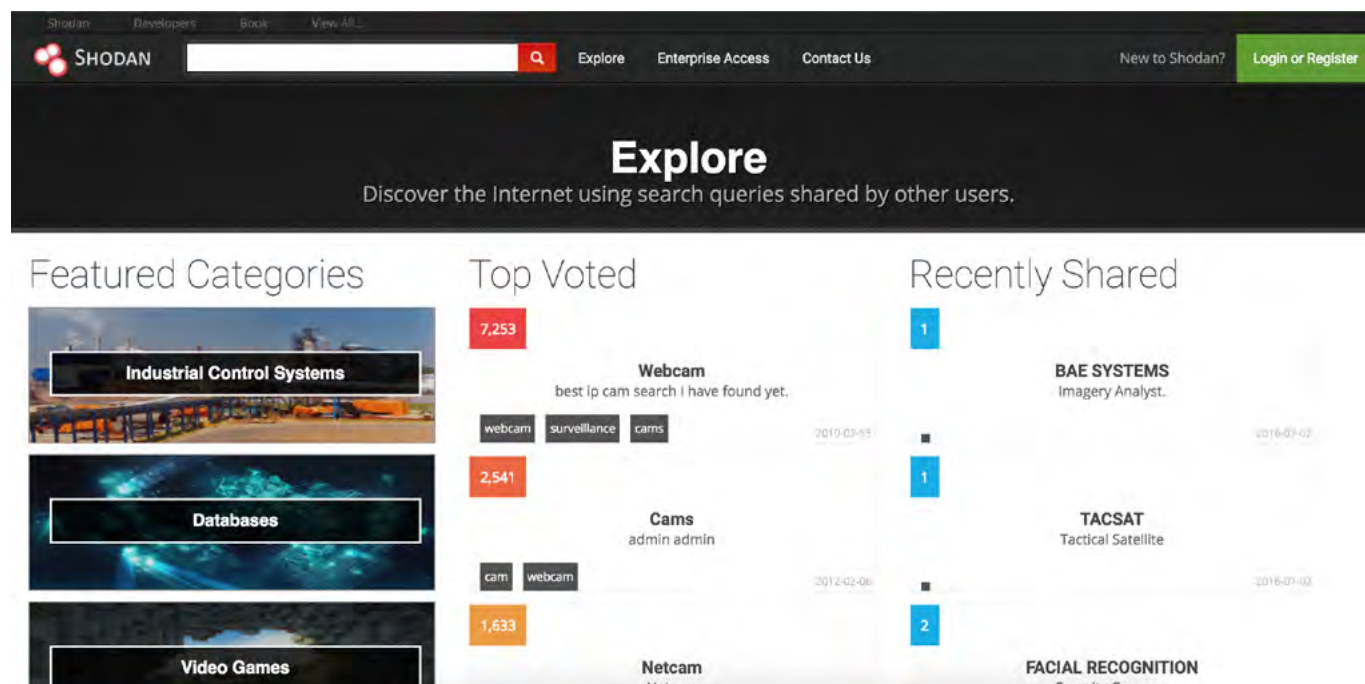 Shodan Developers Book View All...
SHODAN Explore Enterprise Access Contact Us New to Shodan? Login or Register
Explore
Discover the Internet using search queries shared by other users.
Featured Categories
Industrial Control Systems
Databases
Video Games
Top Voted
7,253
Webcam
best ip cam search I have found yet.
webcam surveillance cams
2,541
Cams
admin admin
cam webcam
2012-02-06
1,633
Netcam
Recently Shared
1
BAE SYSTEMS
Imagery Analyst.
2016-07-02
1
TACSAT
Tactical Satellite
2016-07-02
2
FACIAL RECOGNITION